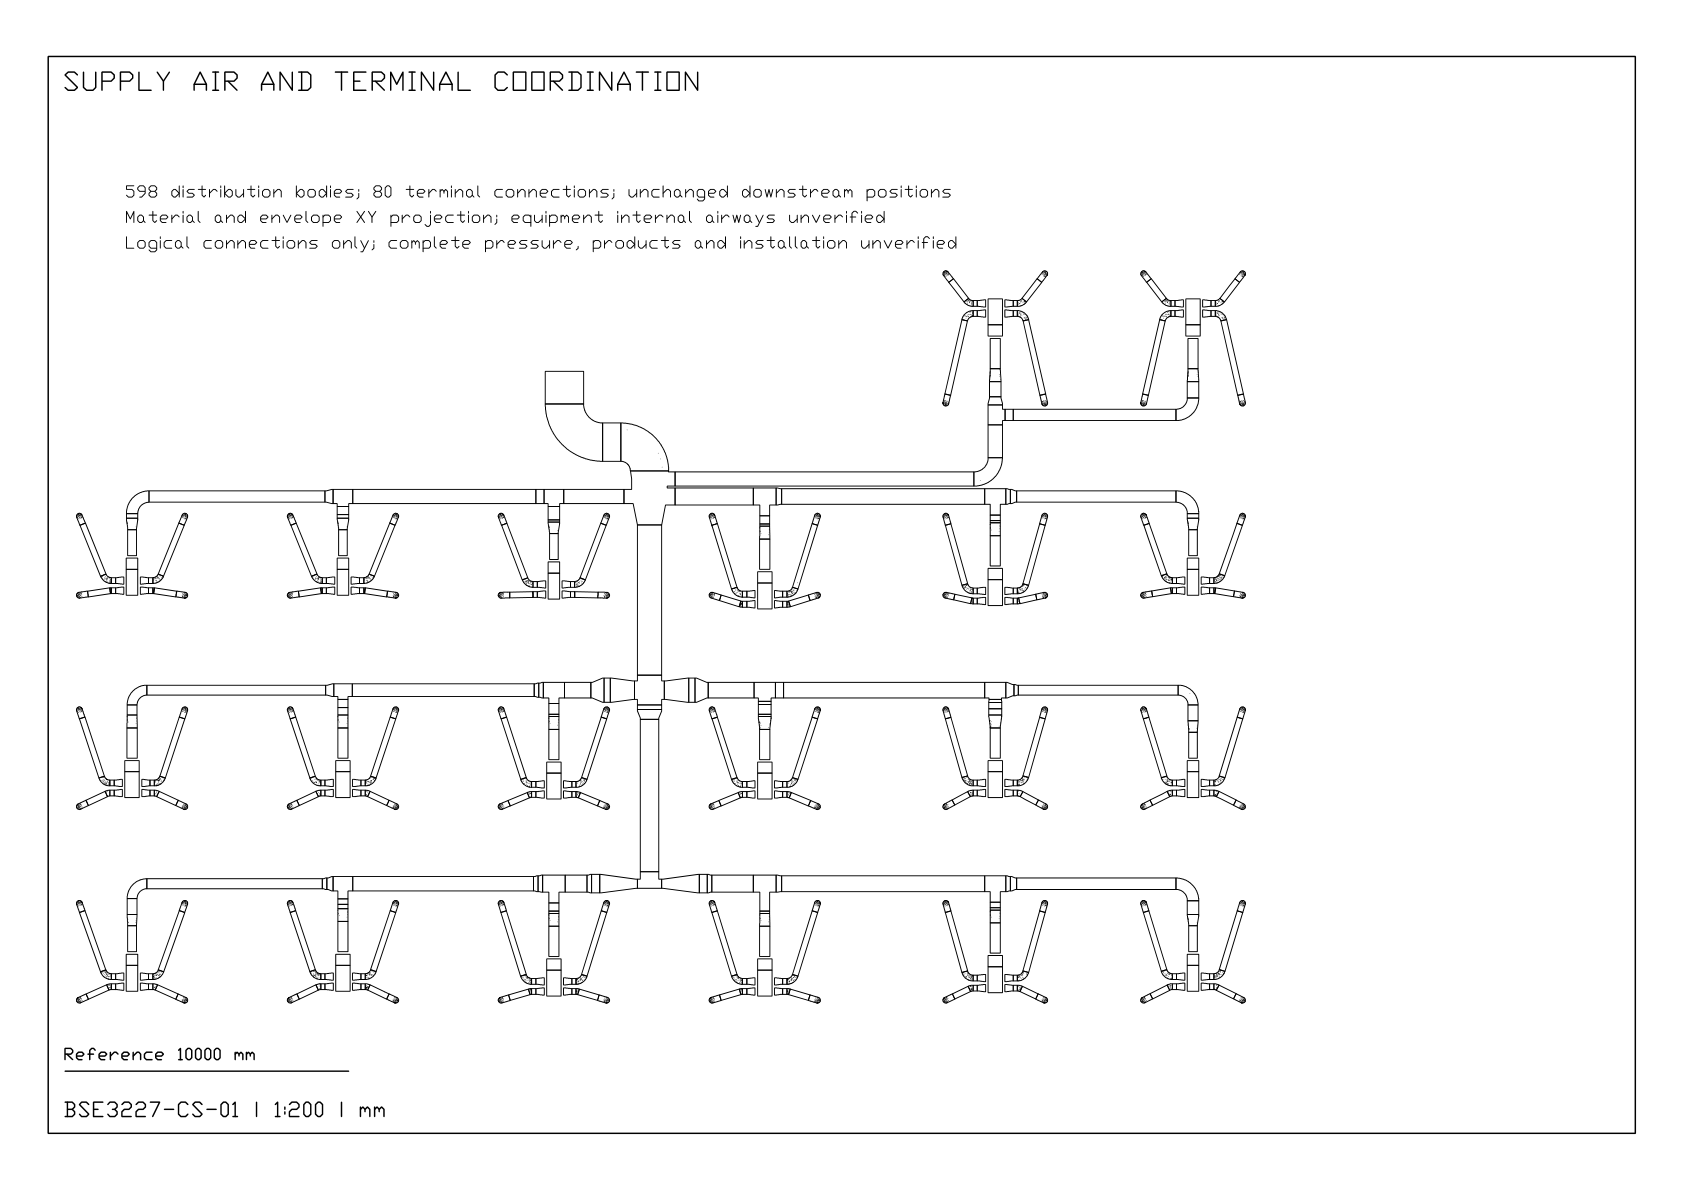 SUPPLY AIR AND TERMINAL COORDINATION
598 distribution bodies; 80 terminal connections; unchanged downstream positions
Material and envelope XY projection; equipment internal airways unverified
Logical connections only; complete pressure, products and installation unverified
Reference 10000 mm
BSE3227-CS-01 | 1:200 | mm